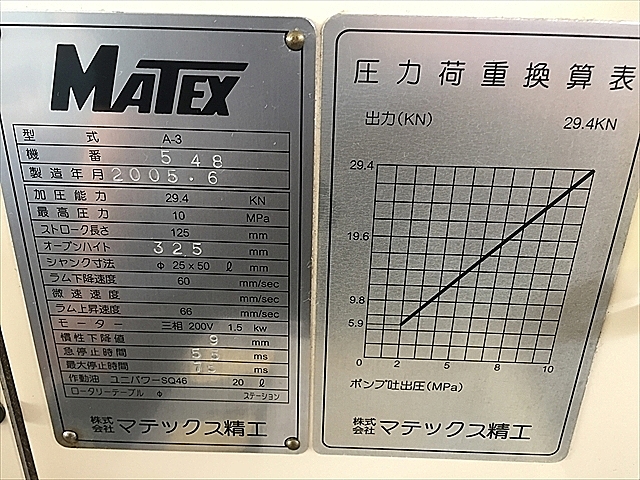 MATEX
型式 A-3
機番 548
製造年月 2005.6
加圧能力 29.4 KN
最高圧力 10 MPa
ストローク長さ 125 mm
オープンハイト 325 mm
シャンク寸法 Φ25x50ℓ mm
ラム下降速度 60 mm/sec
微速速度 mm/sec
ラム上昇速度 66 mm/sec
モーター 三相 200V 1.5 kw
慣性下降値 9 mm
急停止時間 55 ms
最大停止時間 75 ms
作動油 ユニパワーSQ46 20 ℓ
ロータリーテーブル Φ ステーション
株式会社 マテックス精工
圧力荷重換算表
出力(KN) 29.4KN
29.4
19.6
9.8
5.9
0 2 4 6 8 10
ポンプ吐出圧(MPa)
株式会社 マテックス精工